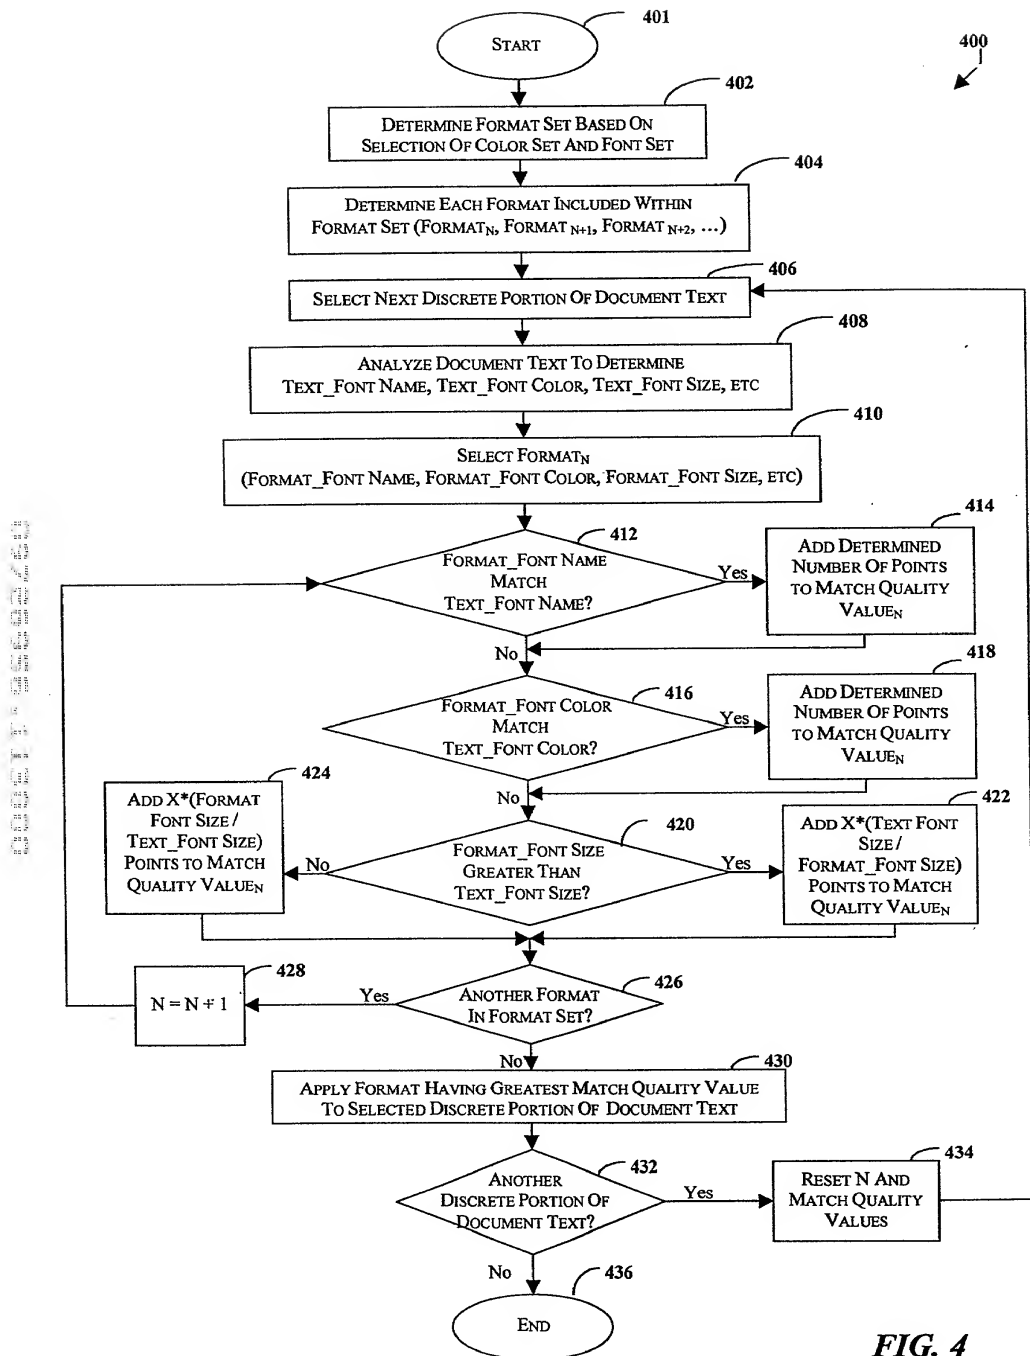 401
START
400
402
DETERMINE FORMAT SET BASED ON
SELECTION OF COLOR SET AND FONT SET
404
DETERMINE EACH FORMAT INCLUDED WITHIN
FORMAT SET (FORMATN, FORMAT N+1, FORMAT N+2, ...)
406
SELECT NEXT DISCRETE PORTION OF DOCUMENT TEXT
408
ANALYZE DOCUMENT TEXT TO DETERMINE
TEXT_FONT NAME, TEXT_FONT COLOR, TEXT_FONT SIZE, ETC
410
SELECT FORMATN
(FORMAT_FONT NAME, FORMAT_FONT COLOR, FORMAT_FONT SIZE, ETC)
412
FORMAT_FONT NAME
MATCH
TEXT_FONT NAME?
Yes
414
ADD DETERMINED
NUMBER OF POINTS
TO MATCH QUALITY
VALUEN
No
416
FORMAT_FONT COLOR
MATCH
TEXT_FONT COLOR?
Yes
418
ADD DETERMINED
NUMBER OF POINTS
TO MATCH QUALITY
VALUEN
No
424
ADD X*(FORMAT
FONT SIZE /
TEXT_FONT SIZE)
POINTS TO MATCH
QUALITY VALUEN
No
420
FORMAT_FONT SIZE
GREATER THAN
TEXT_FONT SIZE?
Yes
422
ADD X*(TEXT FONT
SIZE /
FORMAT_FONT SIZE)
POINTS TO MATCH
QUALITY VALUEN
428
N = N + 1
Yes
426
ANOTHER FORMAT
IN FORMAT SET?
No
430
APPLY FORMAT HAVING GREATEST MATCH QUALITY VALUE
TO SELECTED DISCRETE PORTION OF DOCUMENT TEXT
432
ANOTHER
DISCRETE PORTION OF
DOCUMENT TEXT?
Yes
434
RESET N AND
MATCH QUALITY
VALUES
No
436
END
FIG. 4